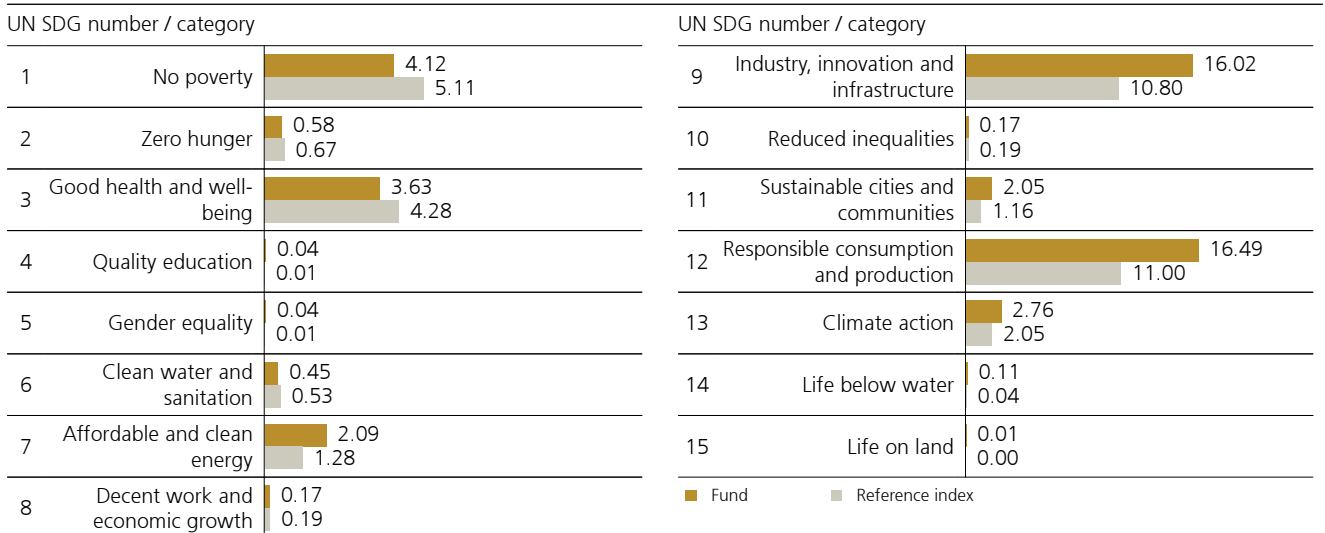 UN SDG number / category
1
No poverty
4.12
5.11
2
Zero hunger
0.58
0.67
3
Good health and well-
being
3.63
4.28
4
Quality education
0.04
0.01
5
Gender equality
0.04
0.01
6
Clean water and
sanitation
0.45
0.53
7
Affordable and clean
energy
2.09
1.28
8
Decent work and
economic growth
0.17
0.19
UN SDG number / category
9
Industry, innovation and
infrastructure
16.02
10.80
10
Reduced inequalities
0.17
0.19
11
Sustainable cities and
communities
2.05
1.16
12
Responsible consumption
and production
16.49
11.00
13
Climate action
2.76
2.05
14
Life below water
0.11
0.04
15
Life on land
0.01
0.00
Fund
Reference index